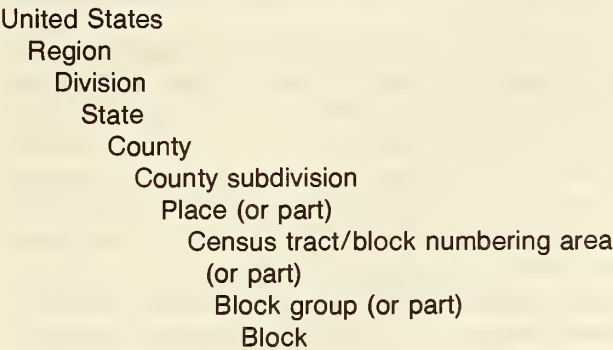 United States
Region
Division
State
County
County subdivision
Place (or part)
Census tract/block numbering area
(or part)
Block group (or part)
Block